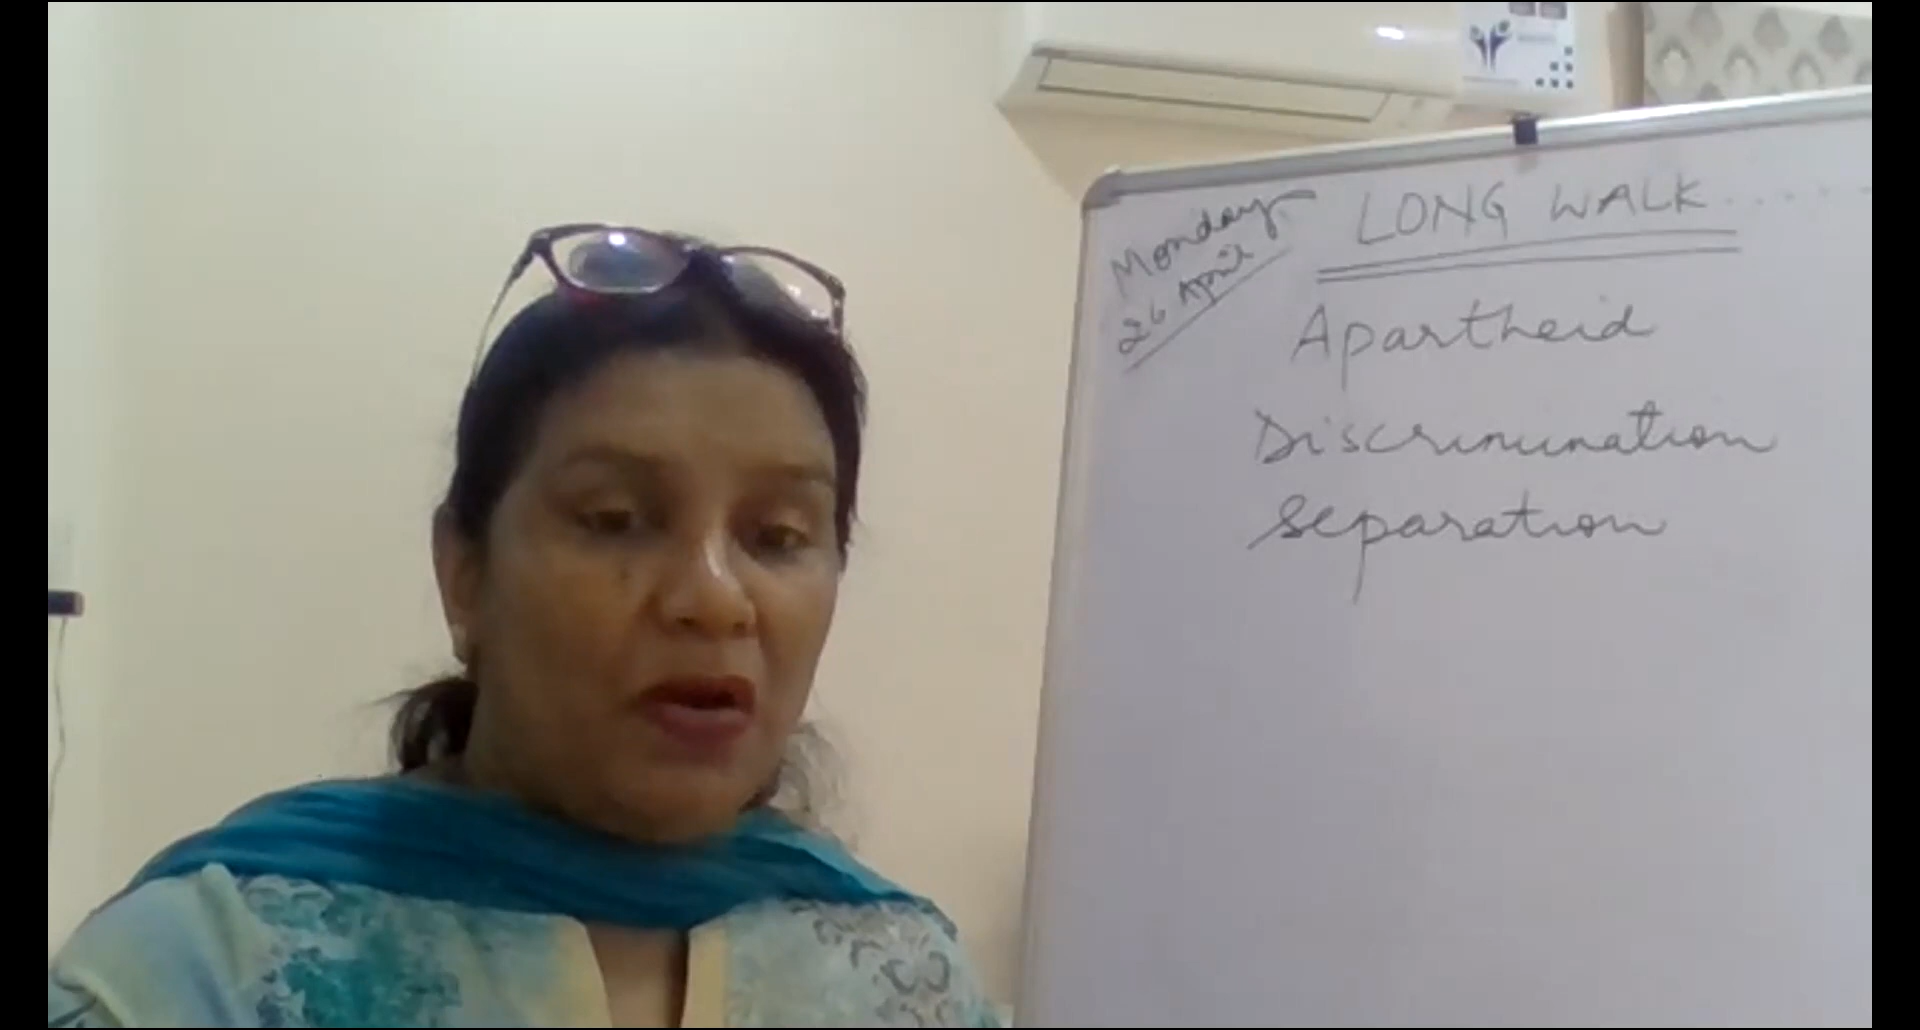 Monday
26 April
LONG WALK........
Apartheid
Discrimination
Separation